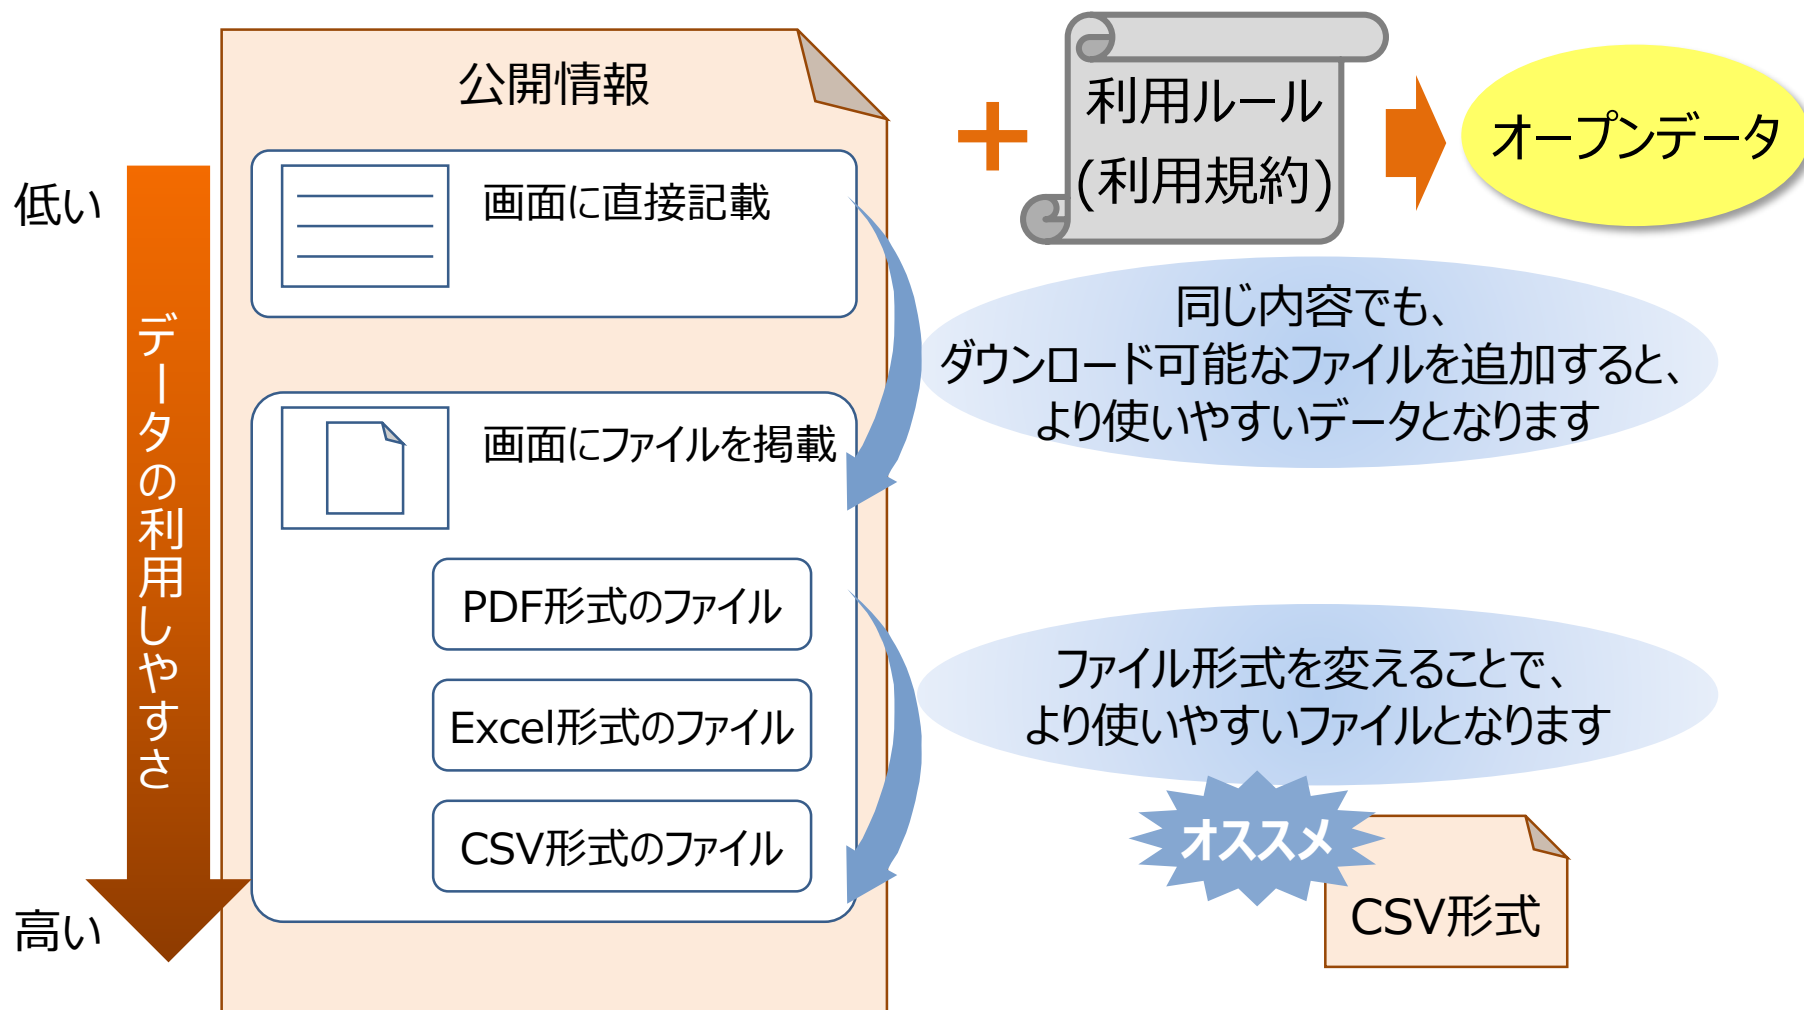 公開情報
利用ルール
(利用規約)
オープンデータ
低い
画面に直接記載
同じ内容でも、
ダウンロード可能なファイルを追加すると、
より使いやすいデータとなります
データの利用しやすさ
画面にファイルを掲載
PDF形式のファイル
Excel形式のファイル
CSV形式のファイル
ファイル形式を変えることで、
より使いやすいファイルとなります
オススメ
CSV形式
高い